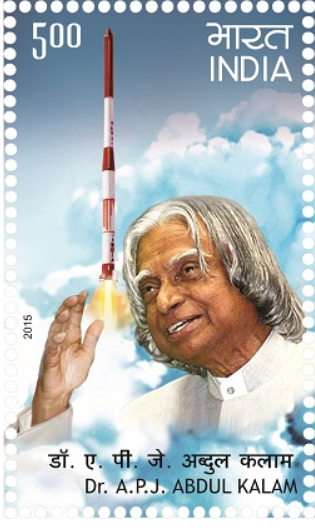 5.00
भारत
INDIA
2015
डॉ. ए. पी. जे. अब्दुल कलाम
Dr. A.P.J. ABDUL KALAM